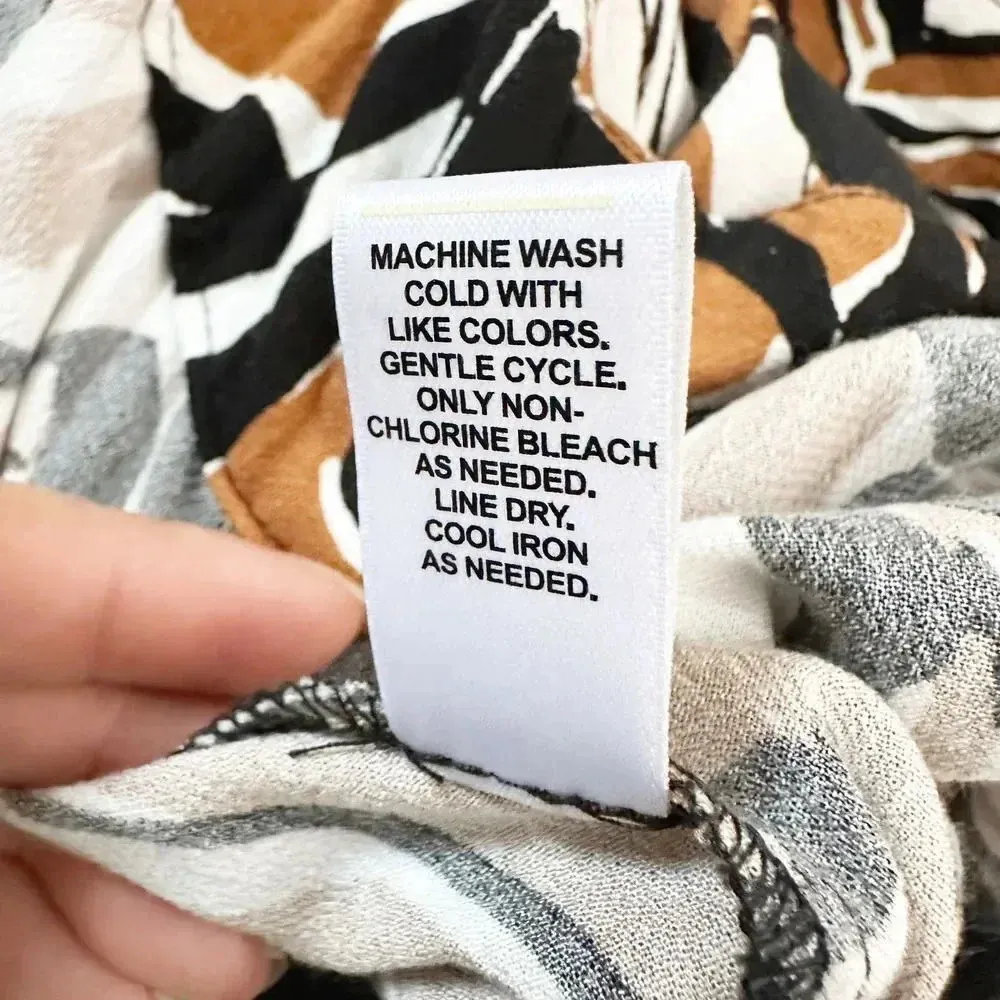 MACHINE WASH
COLD WITH
LIKE COLORS.
GENTLE CYCLE.
ONLY NON-
CHLORINE BLEACH
AS NEEDED.
LINE DRY.
COOL IRON
AS NEEDED.